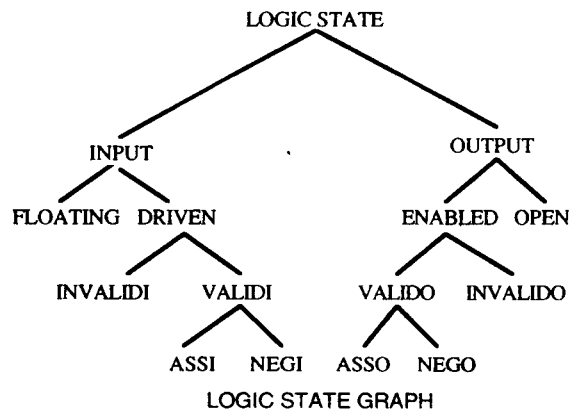 LOGIC STATE
INPUT OUTPUT
FLOATING DRIVEN ENABLED OPEN
INVALIDI VALIDI VALIDO INVALIDO
ASSI NEGI ASSO NEGO
LOGIC STATE GRAPH